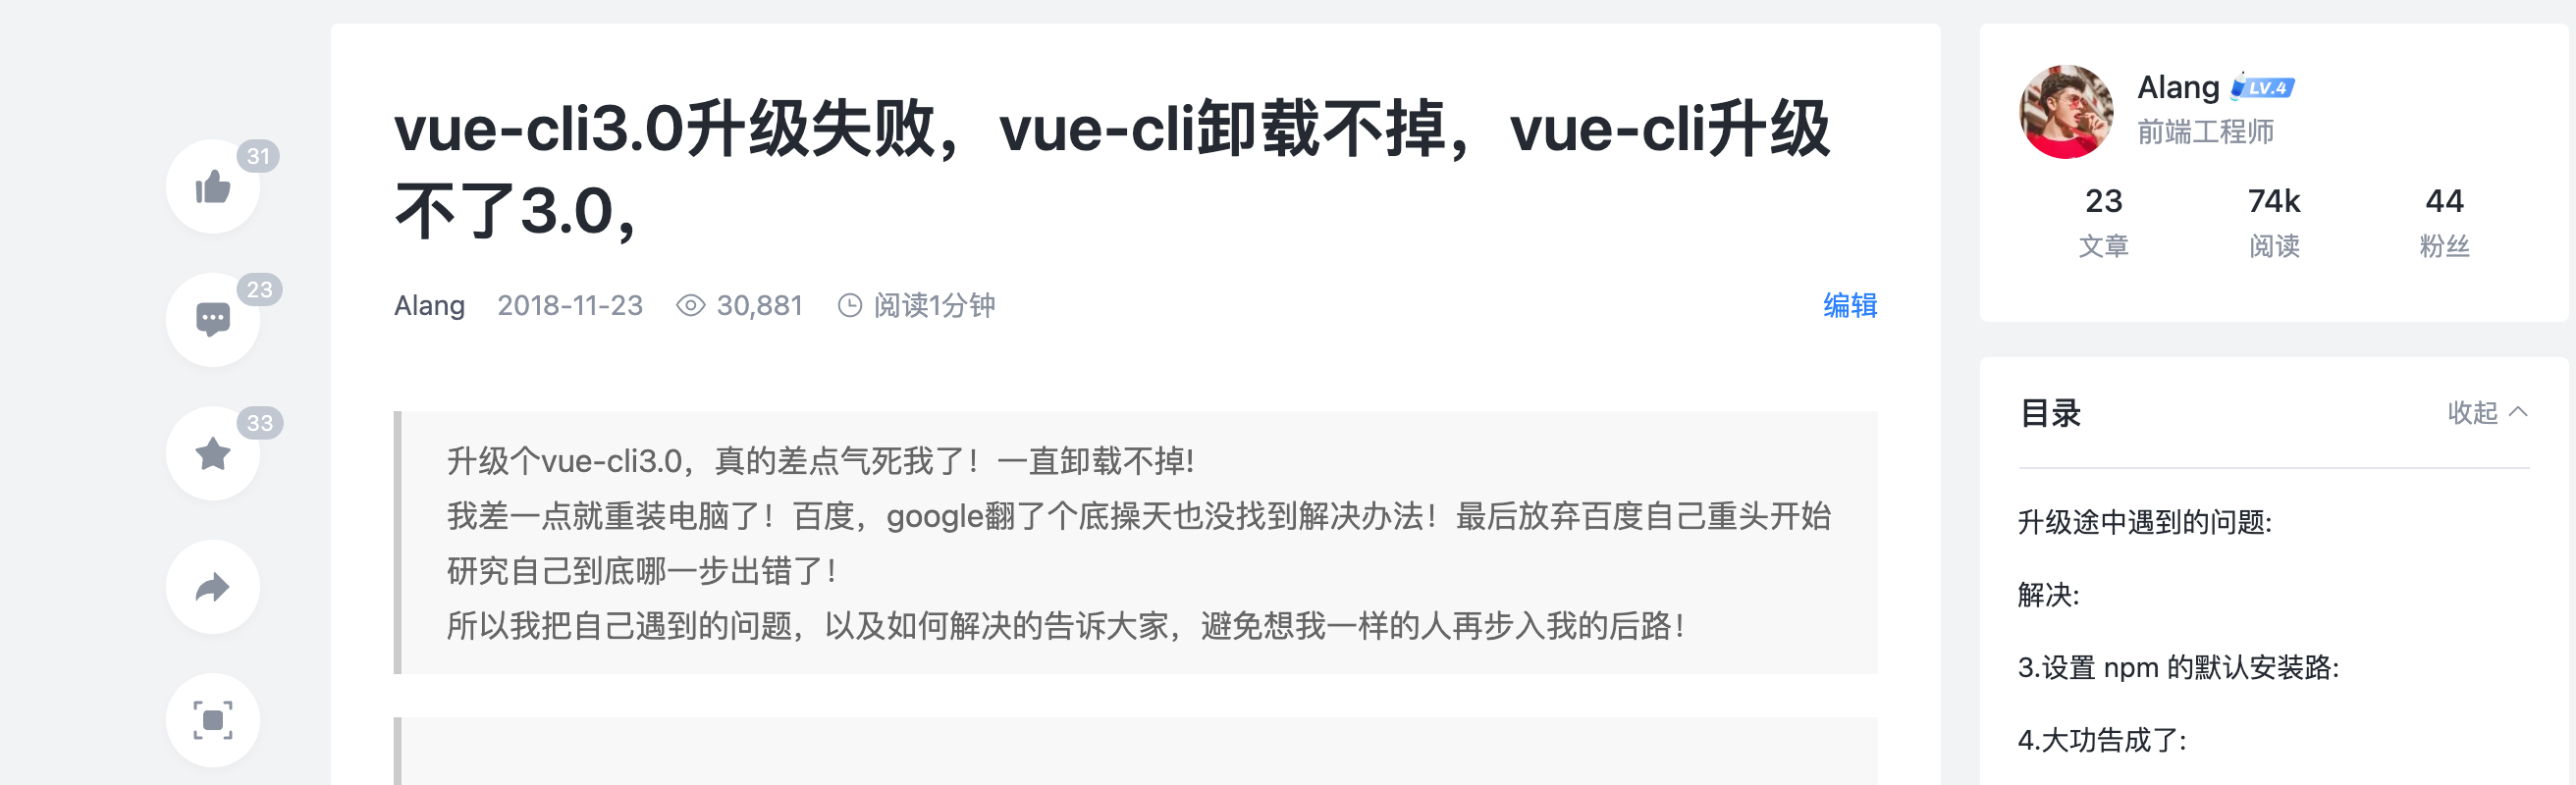 31
23
33
vue-cli3.0升级失败，vue-cli卸载不掉，vue-cli升级
不了3.0，
Alang 2018-11-23 30,881 阅读1分钟 编辑
升级个vue-cli3.0，真的差点气死我了！一直卸载不掉!
我差一点就重装电脑了！百度，google翻了个底操天也没找到解决办法！最后放弃百度自己重头开始
研究自己到底哪一步出错了！
所以我把自己遇到的问题，以及如何解决的告诉大家，避免想我一样的人再步入我的后路！
Alang LV.4
前端工程师
23 74k 44
文章 阅读 粉丝
目录 收起
升级途中遇到的问题:
解决:
3.设置 npm 的默认安装路:
4.大功告成了: